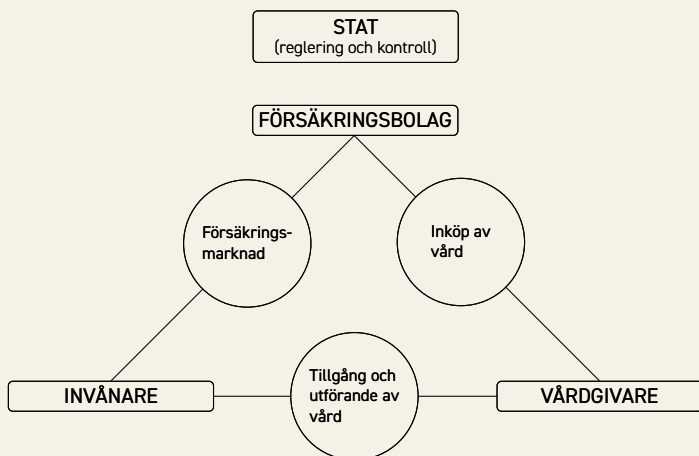 STAT
(reglering och kontroll)
FÖRSÄKRINGSBOLAG
Försäkrings-
marknad
Inköp av
vård
Tillgång och
utförande av
vård
INVÅNARE
VÅRDGIVARE